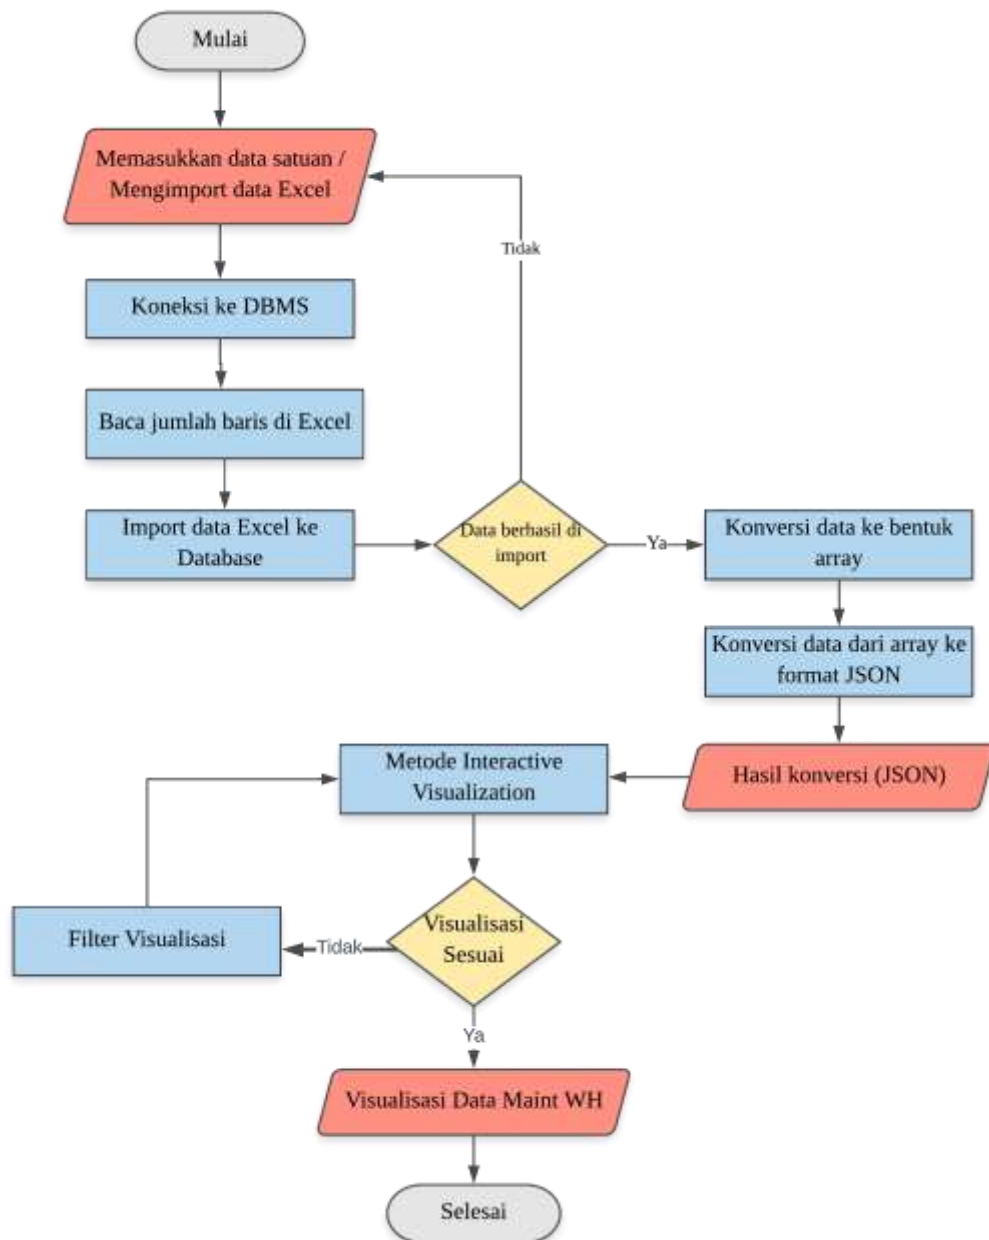 Mulai
Memasukkan data satuan /
Mengimport data Excel
Tidak
Koneksi ke DBMS
Baca jumlah baris di Excel
Import data Excel ke
Database
Data berhasil di
import
Ya
Konversi data ke bentuk
array
Konversi data dari array ke
format JSON
Hasil konversi (JSON)
Metode Interactive
Visualization
Visualisasi
Sesuai
Tidak
Filter Visualisasi
Ya
Visualisasi Data Maint WH
Selesai